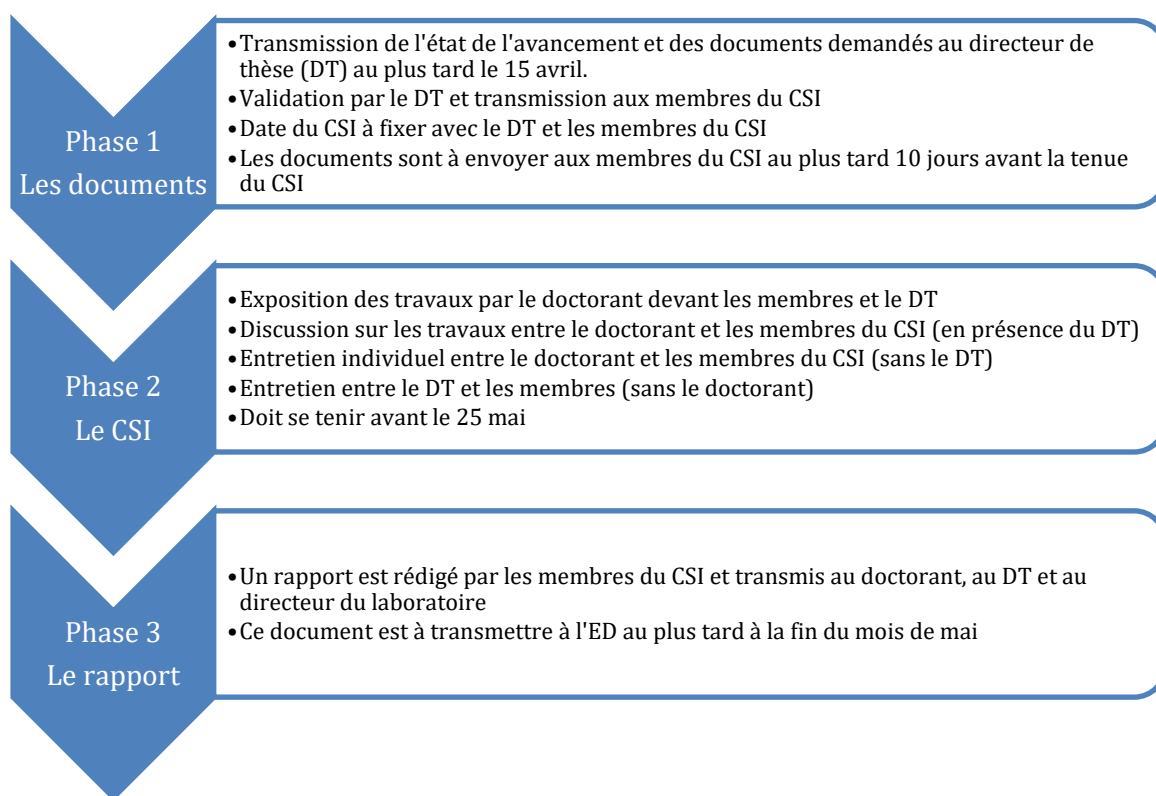 Phase 1
Les documents
•Transmission de l'état de l'avancement et des documents demandés au directeur de
thèse (DT) au plus tard le 15 avril.
•Validation par le DT et transmission aux membres du CSI
•Date du CSI à fixer avec le DT et les membres du CSI
•Les documents sont à envoyer aux membres du CSI au plus tard 10 jours avant la tenue
du CSI
Phase 2
Le CSI
•Exposition des travaux par le doctorant devant les membres et le DT
•Discussion sur les travaux entre le doctorant et les membres du CSI (en présence du DT)
•Entretien individuel entre le doctorant et les membres du CSI (sans le DT)
•Entretien entre le DT et les membres (sans le doctorant)
•Doit se tenir avant le 25 mai
Phase 3
Le rapport
•Un rapport est rédigé par les membres du CSI et transmis au doctorant, au DT et au
directeur du laboratoire
•Ce document est à transmettre à l'ED au plus tard à la fin du mois de mai